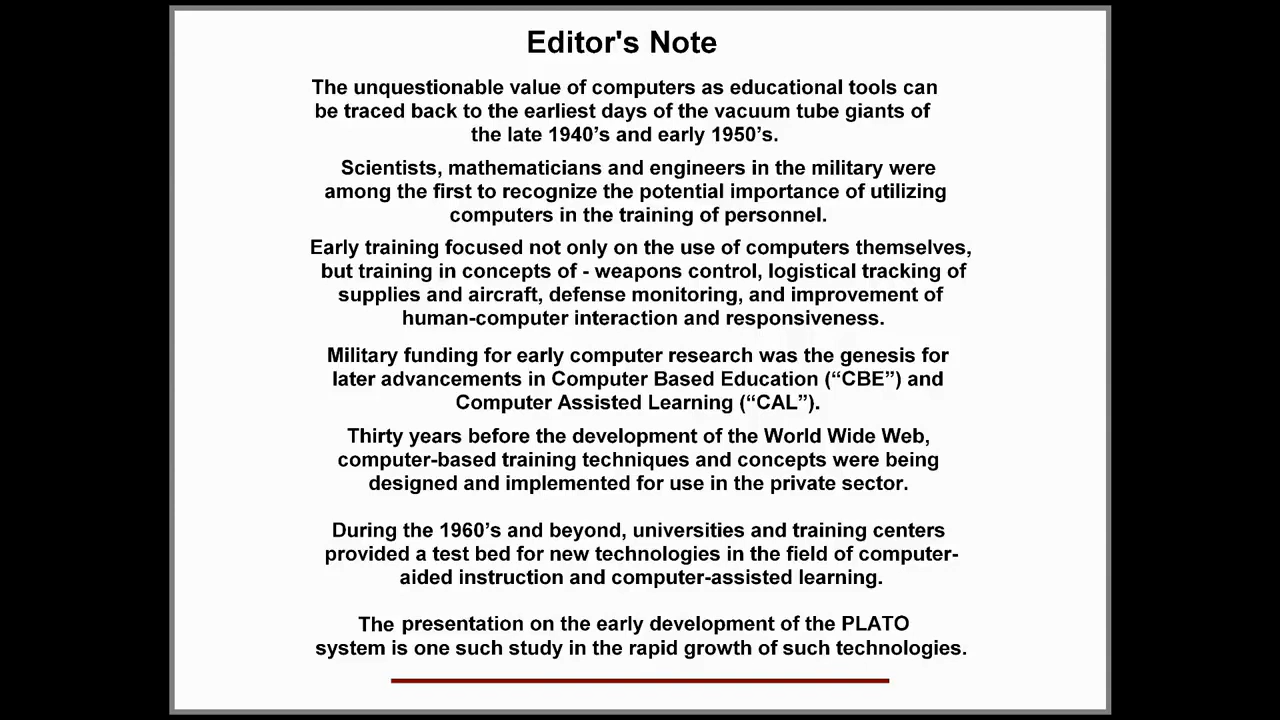 Editor's Note
The unquestionable value of computers as educational tools can
be traced back to the earliest days of the vacuum tube giants of
the late 1940’s and early 1950’s.
Scientists, mathematicians and engineers in the military were
among the first to recognize the potential importance of utilizing
computers in the training of personnel.
Early training focused not only on the use of computers themselves,
but training in concepts of - weapons control, logistical tracking of
supplies and aircraft, defense monitoring, and improvement of
human-computer interaction and responsiveness.
Military funding for early computer research was the genesis for
later advancements in Computer Based Education (“CBE”) and
Computer Assisted Learning (“CAL”).
Thirty years before the development of the World Wide Web,
computer-based training techniques and concepts were being
designed and implemented for use in the private sector.
During the 1960’s and beyond, universities and training centers
provided a test bed for new technologies in the field of computer-
aided instruction and computer-assisted learning.
The presentation on the early development of the PLATO
system is one such study in the rapid growth of such technologies.